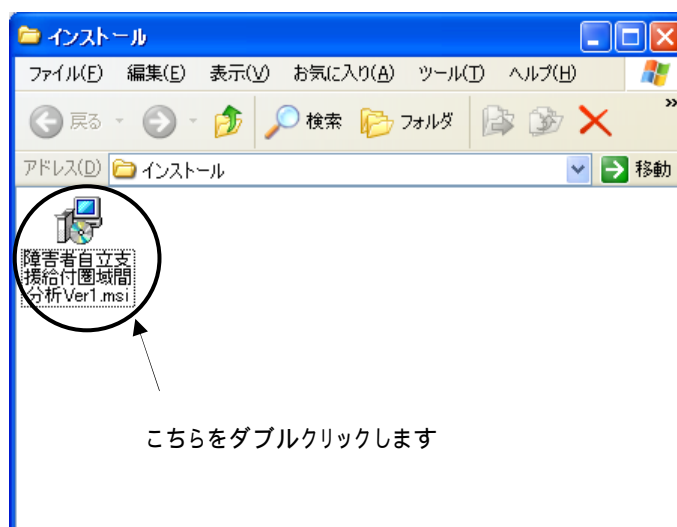 インストール
ファイル(F) 編集(E) 表示(V) お気に入り(A) ツール(T) ヘルプ(H)
戻る 検索 フォルダ »
アドレス(D) インストール 移動
障害者自立支
援給付圏域間
分析Ver1.msi
こちらをダブルクリックします